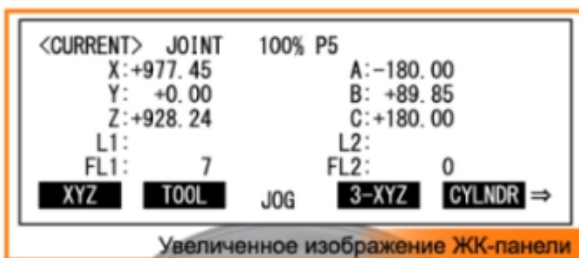 <CURRENT> JOINT 100% P5
X:+977.45 A:-180.00
Y: +0.00 B: +89.85
Z:+928.24 C:+180.00
L1: L2:
FL1: 7 FL2: 0
XYZ TOOL JOG 3-XYZ CYLNDR ⇒
Увеличенное изображение ЖК-панели